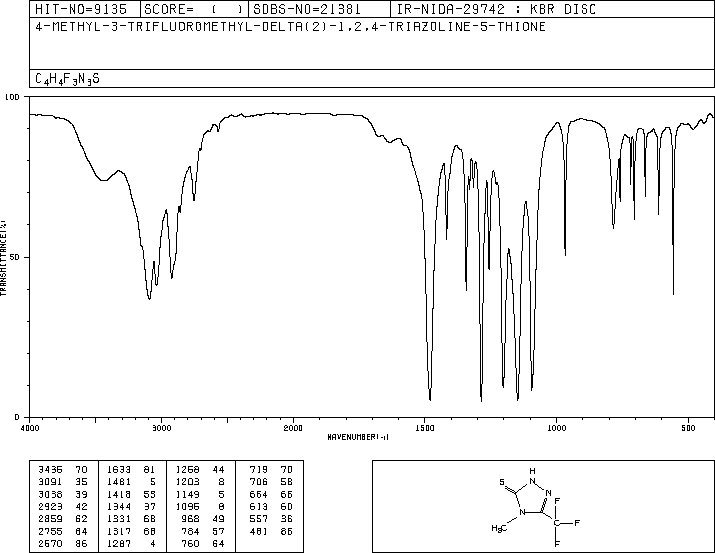 HIT-NO=9135 SCORE= ( ) SDBS-NO=21381 IR-NIDA-29742 : KBR DISC
4-METHYL-3-TRIFLUOROMETHYL-DELTA(2)-1,2,4-TRIAZOLINE-5-THIONE
C4H4F3N3S
100
50
0
TRANSMITTANCE(%)
4000 3000 2000 1500 1000 500
WAVENUMBER(-1)
3435 70 1633 81 1258 44 719 70
3091 35 1481 5 1203 8 706 58
3038 39 1418 55 1149 5 664 66
2923 42 1344 37 1095 8 613 60
2859 62 1331 68 968 49 557 36
2755 64 1317 68 784 57 481 86
2570 86 1287 4 760 64
H
S N
N
N F
H3C F
F